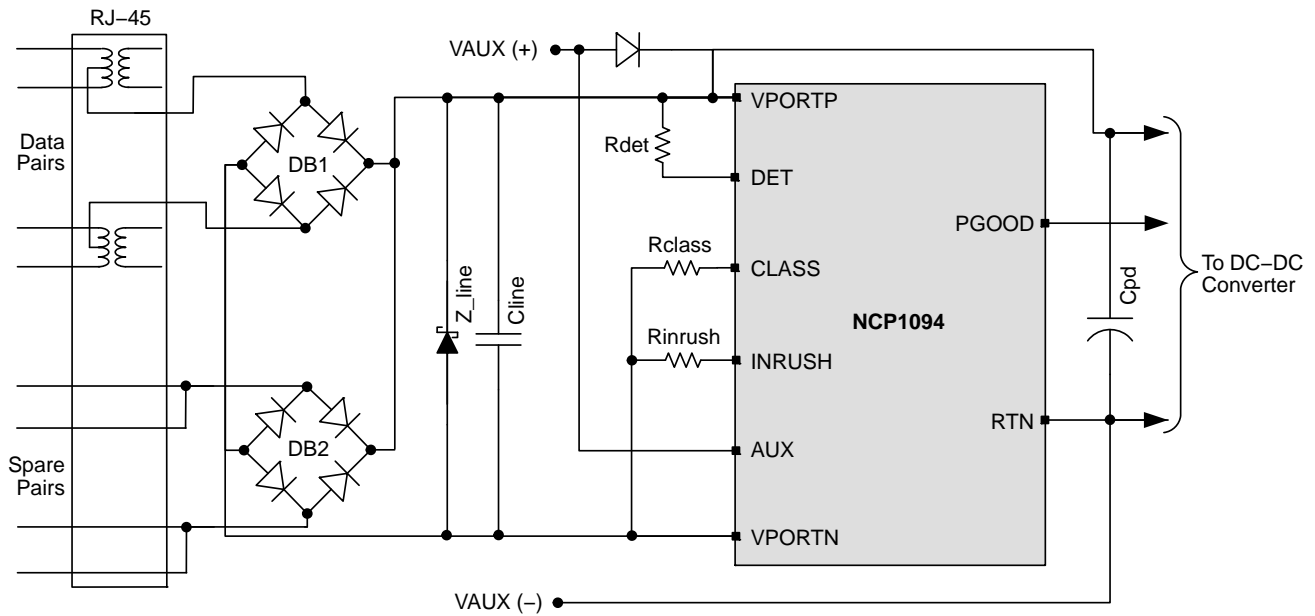 RJ−45
VAUX (+)
Data
Pairs
DB1
Rdet
VPORTP
DET
PGOOD
Rclass
CLASS
To DC−DC
Converter
Z_line
Cline
Cpd
NCP1094
Rinrush
INRUSH
RTN
DB2
AUX
Spare
Pairs
VPORTN
VAUX (−)